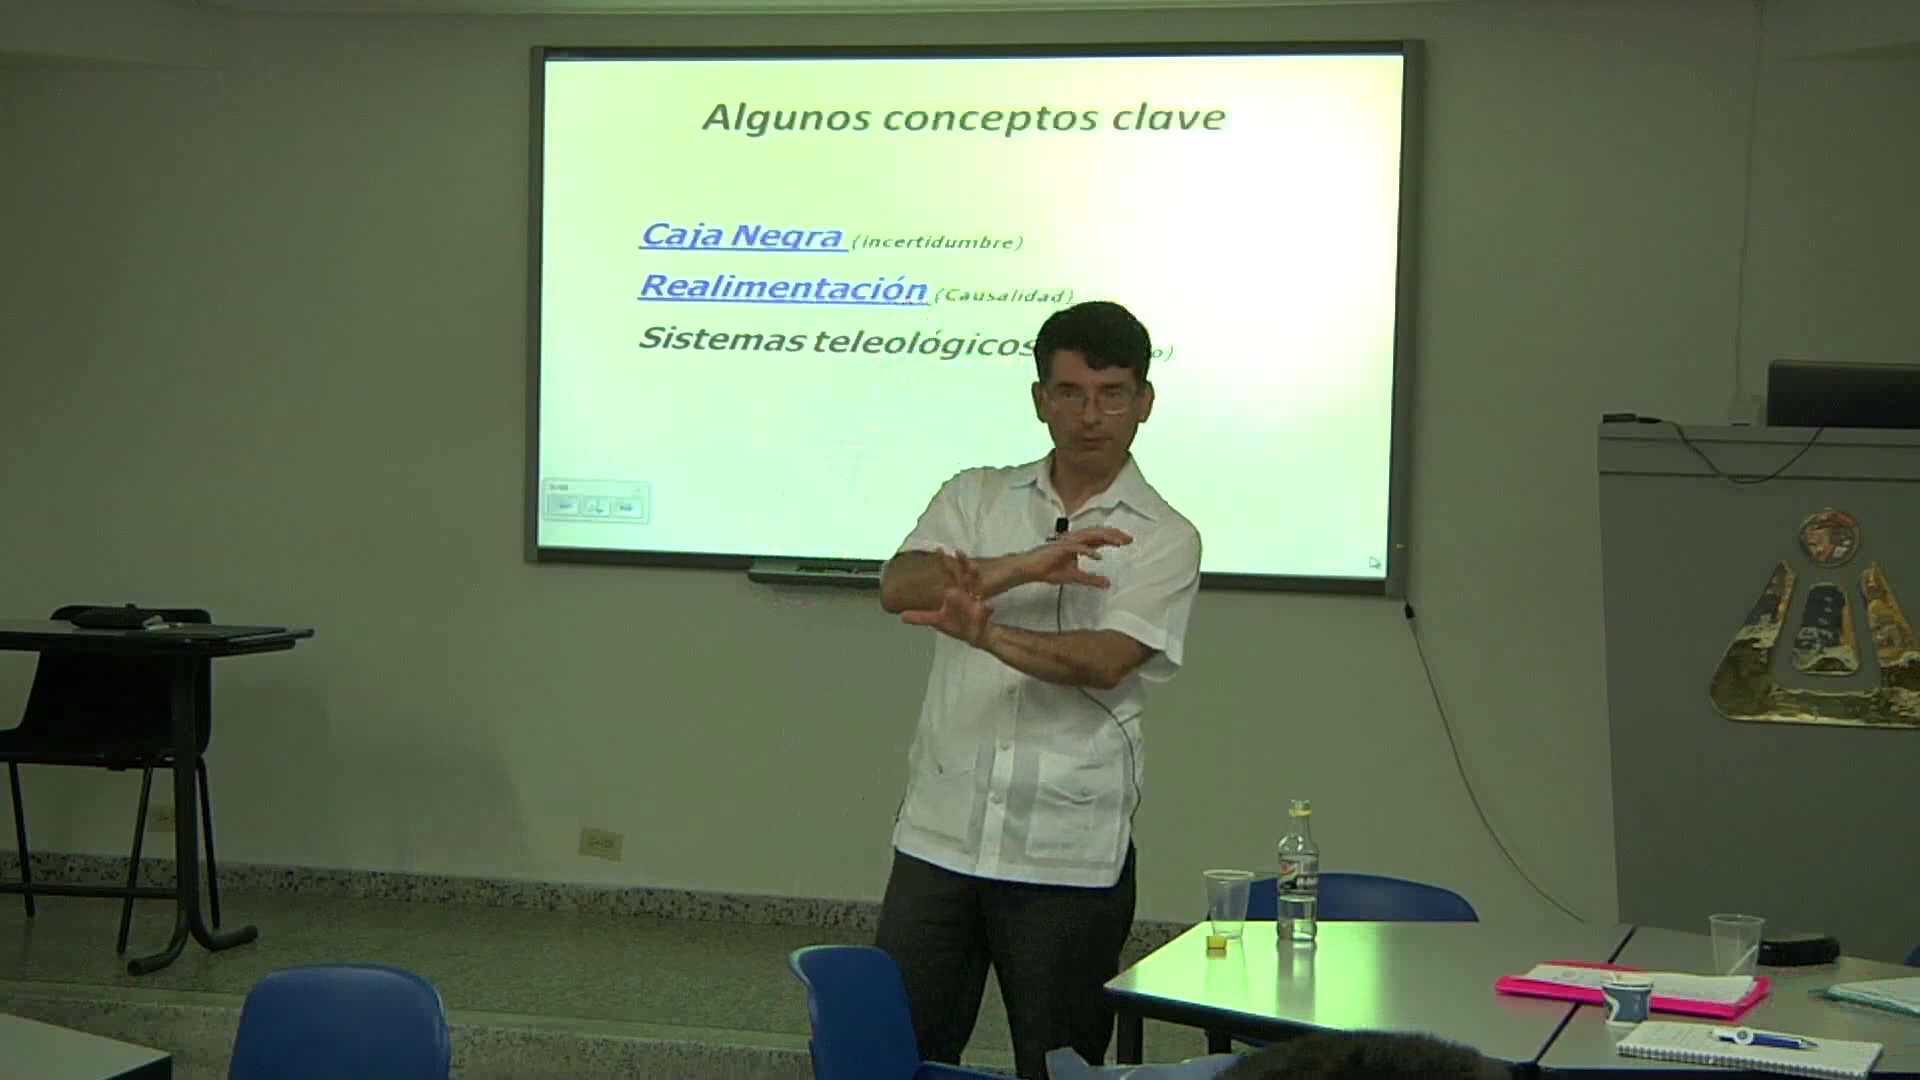 Algunos conceptos clave
Caja Negra (incertidumbre)
Realimentación (Causalidad)
Sistemas teleológicos